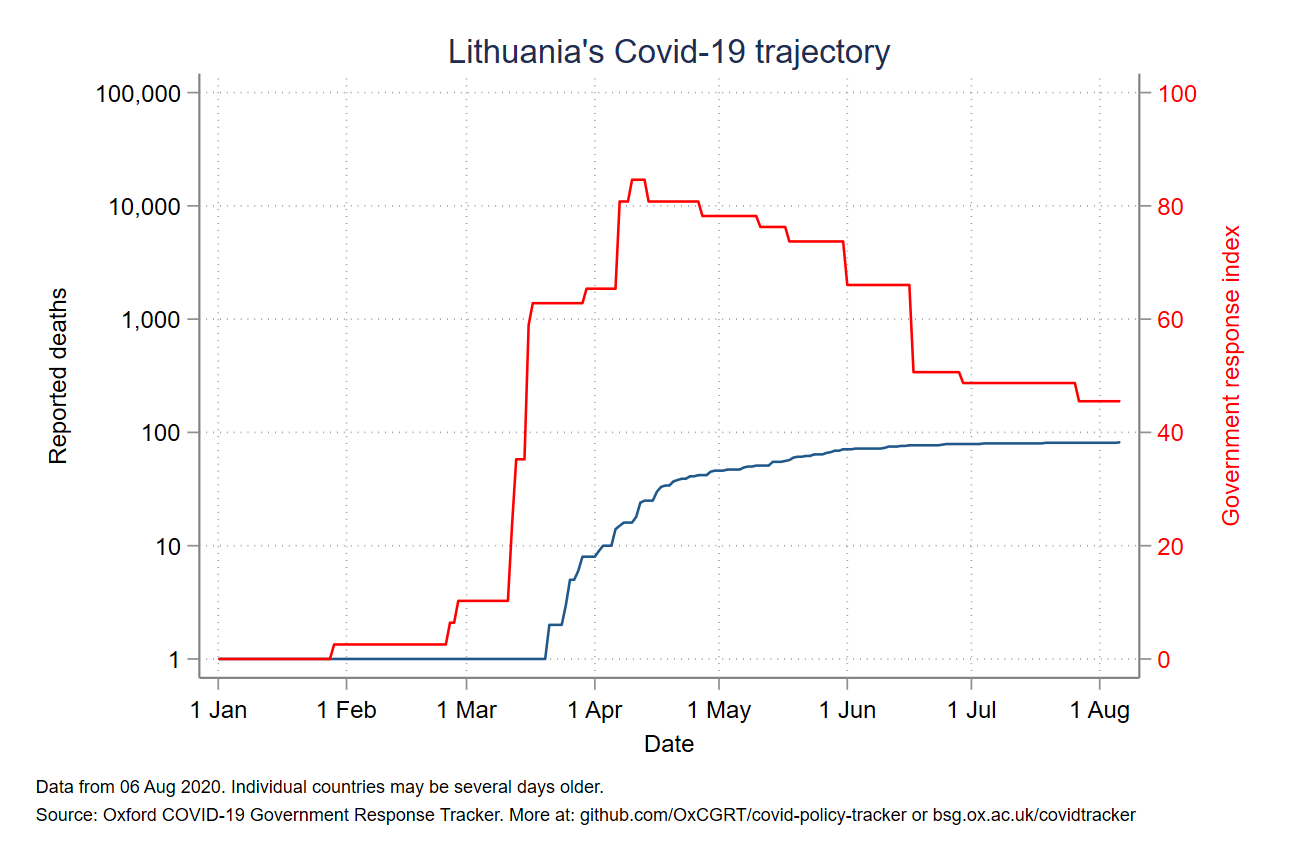 Lithuania's Covid-19 trajectory
100,000
10,000
1,000
100
10
1
Reported deaths
100
80
60
40
20
0
Government response index
1 Jan 1 Feb 1 Mar 1 Apr 1 May 1 Jun 1 Jul 1 Aug
Date
Data from 06 Aug 2020. Individual countries may be several days older.
Source: Oxford COVID-19 Government Response Tracker. More at: github.com/OxCGRT/covid-policy-tracker or bsg.ox.ac.uk/covidtracker